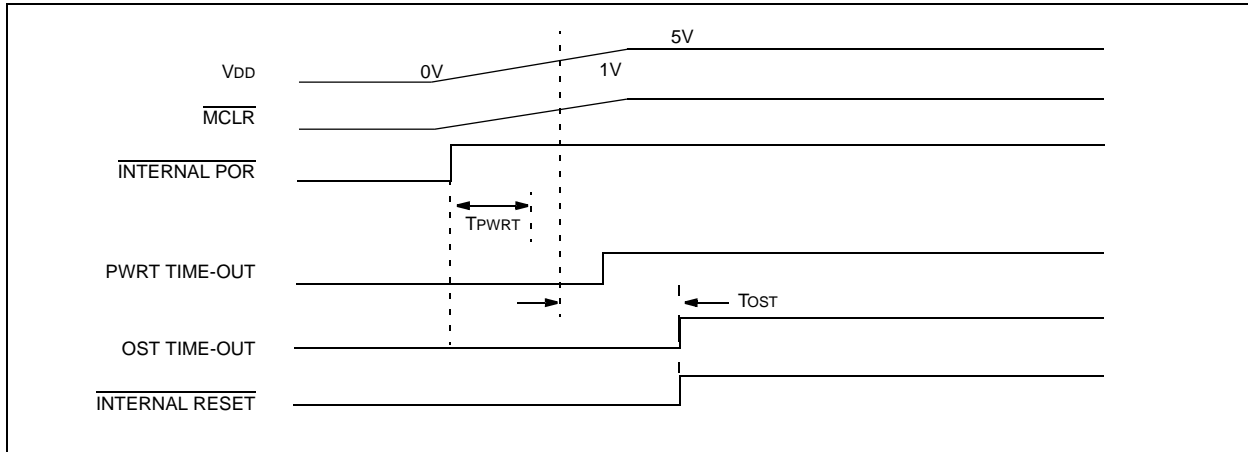 5V
VDD 0V 1V
MCLR
INTERNAL POR
TPWRT
PWRT TIME-OUT
TOST
OST TIME-OUT
INTERNAL RESET